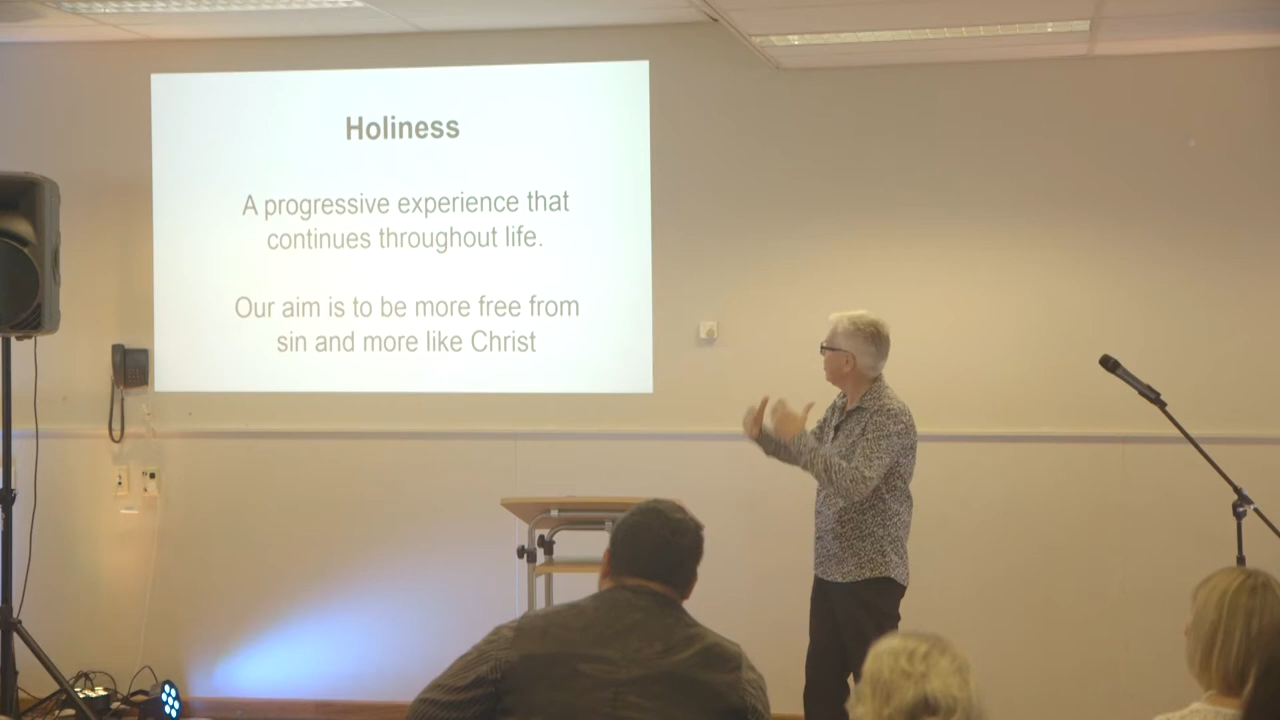 Holiness
A progressive experience that
continues throughout life.
Our aim is to be more free from
sin and more like Christ